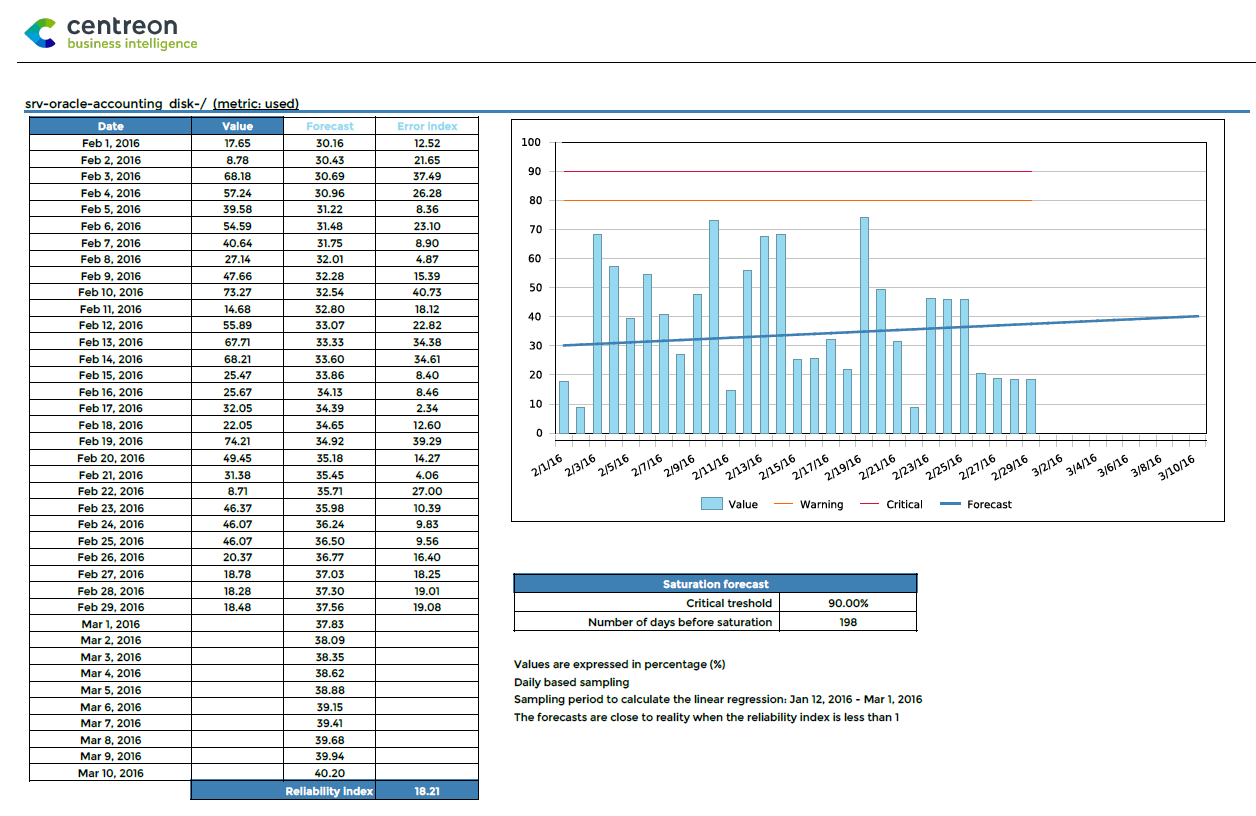 centreon
business intelligence
srv-oracle-accounting disk-/ (metric: used)
Date Value Forecast Error index
Feb 1, 2016 17.65 30.16 12.52
Feb 2, 2016 8.78 30.43 21.65
Feb 3, 2016 68.18 30.69 37.49
Feb 4, 2016 57.24 30.96 26.28
Feb 5, 2016 39.58 31.22 8.36
Feb 6, 2016 54.59 31.48 23.10
Feb 7, 2016 40.64 31.75 8.90
Feb 8, 2016 27.14 32.01 4.87
Feb 9, 2016 47.66 32.28 15.39
Feb 10, 2016 73.27 32.54 40.73
Feb 11, 2016 14.68 32.80 18.12
Feb 12, 2016 55.89 33.07 22.82
Feb 13, 2016 67.71 33.33 34.38
Feb 14, 2016 68.21 33.60 34.61
Feb 15, 2016 25.47 33.86 8.40
Feb 16, 2016 25.67 34.13 8.46
Feb 17, 2016 32.05 34.39 2.34
Feb 18, 2016 22.05 34.65 12.60
Feb 19, 2016 74.21 34.92 39.29
Feb 20, 2016 49.45 35.18 14.27
Feb 21, 2016 31.38 35.45 4.06
Feb 22, 2016 8.71 35.71 27.00
Feb 23, 2016 46.37 35.98 10.39
Feb 24, 2016 46.07 36.24 9.83
Feb 25, 2016 46.07 36.50 9.56
Feb 26, 2016 20.37 36.77 16.40
Feb 27, 2016 18.78 37.03 18.25
Feb 28, 2016 18.28 37.30 19.01
Feb 29, 2016 18.48 37.56 19.08
Mar 1, 2016 37.83
Mar 2, 2016 38.09
Mar 3, 2016 38.35
Mar 4, 2016 38.62
Mar 5, 2016 38.88
Mar 6, 2016 39.15
Mar 7, 2016 39.41
Mar 8, 2016 39.68
Mar 9, 2016 39.94
Mar 10, 2016 40.20
Reliability index 18.21
100
90
80
70
60
50
40
30
20
10
0
2/1/16 2/3/16 2/5/16 2/7/16 2/9/16 2/11/16 2/13/16 2/15/16 2/17/16 2/19/16 2/21/16 2/23/16 2/25/16 2/27/16 2/29/16 3/2/16 3/4/16 3/6/16 3/8/16 3/10/16
Value Warning Critical Forecast
Saturation forecast
Critical treshold 90.00%
Number of days before saturation 198
Values are expressed in percentage (%)
Daily based sampling
Sampling period to calculate the linear regression: Jan 12, 2016 - Mar 1, 2016
The forecasts are close to reality when the reliability index is less than 1